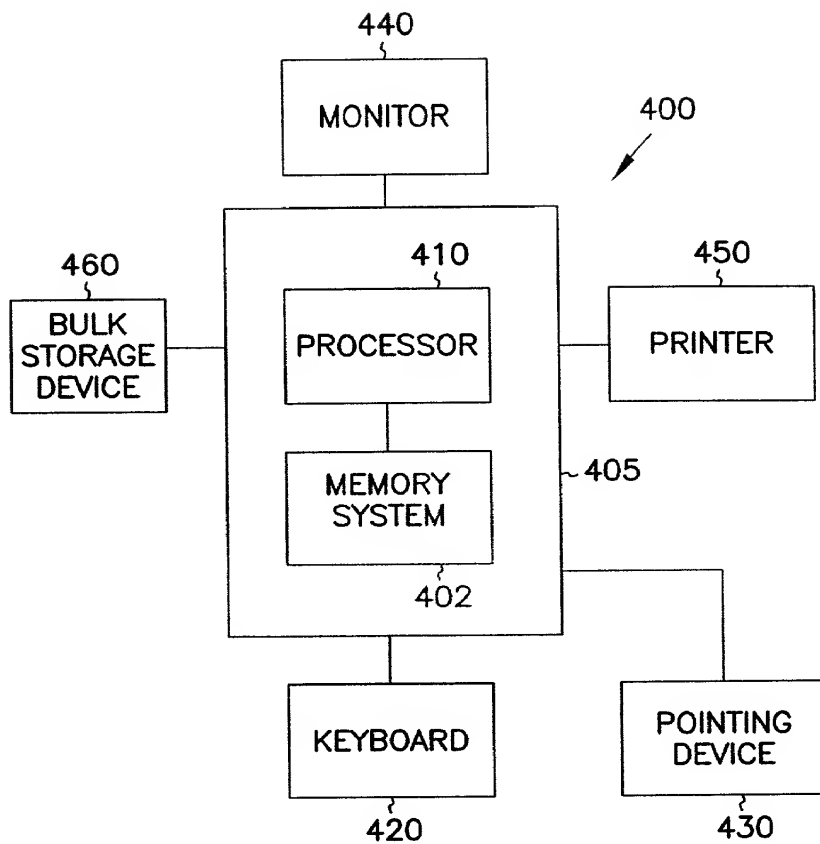 440
MONITOR
400
460
BULK
STORAGE
DEVICE
410
PROCESSOR
450
PRINTER
MEMORY
SYSTEM
405
402
KEYBOARD
420
POINTING
DEVICE
430